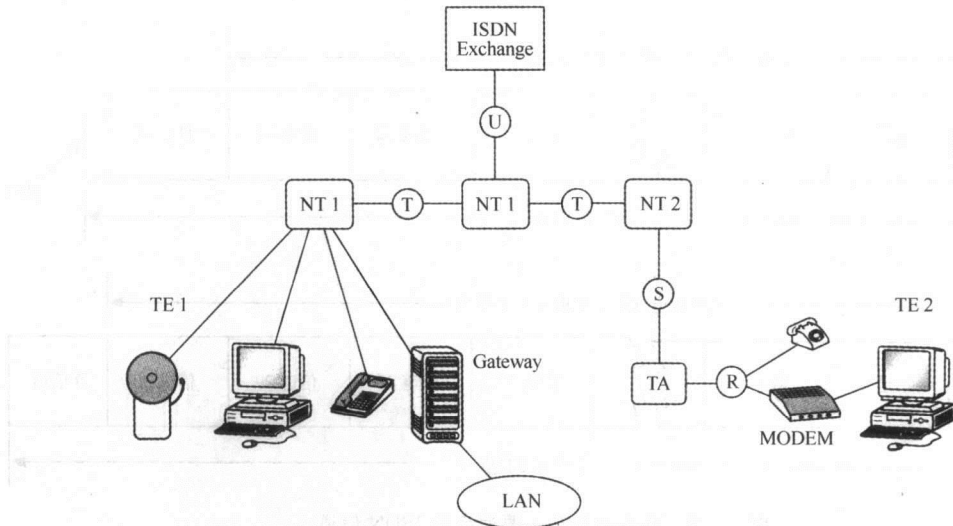 ISDN
Exchange
U
NT 1
T
NT 1
T
NT 2
S
TE 1
TE 2
Gateway
TA
R
MODEM
LAN